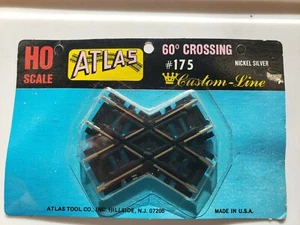 HO
SCALE
ATLAS
60° CROSSING
#175
NICKEL SILVER
Custom-Line
ATLAS TOOL CO., INC. HILLSIDE, N.J. 07205
MADE IN U.S.A.